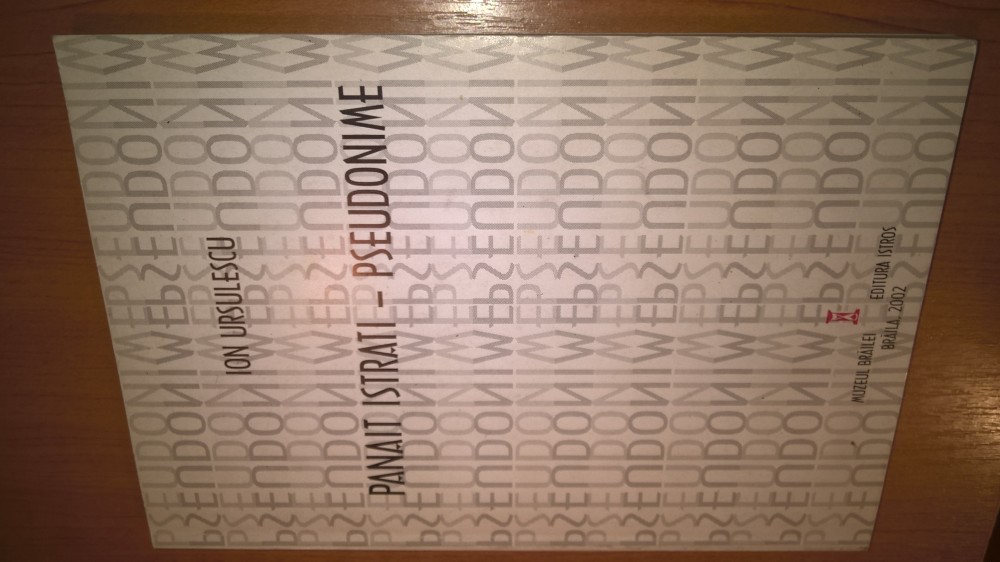 ION URSULESCU
PANAIT ISTRATI – PSEUDONIME
MUZEUL BRĂILEI EDITURA ISTROS
BRĂILA, 2002